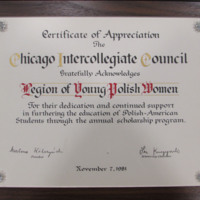 Certificate of Appreciation
The
Chicago Intercollegiate Council
Gratefully Acknowledges
Legion of Young Polish Women
For their dedication and continued support
in furthering the education of Polish-American
Students through the annual scholarship program.
November 7, 1981